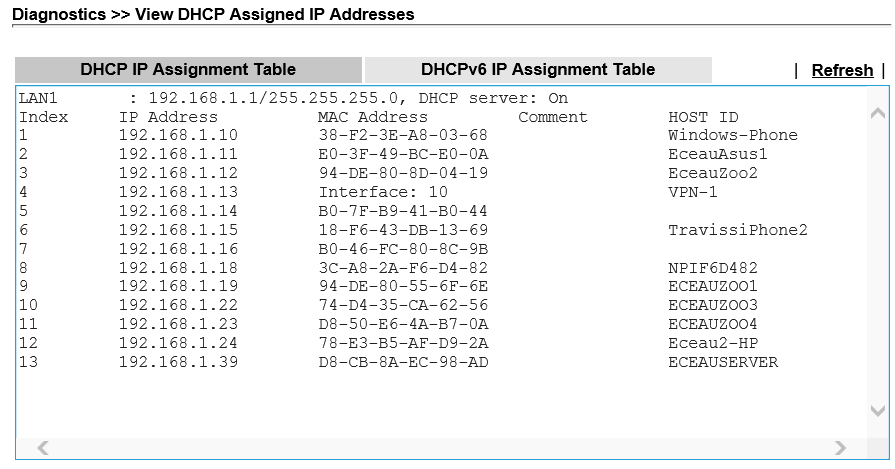 Diagnostics >> View DHCP Assigned IP Addresses
DHCP IP Assignment Table DHCPv6 IP Assignment Table | Refresh |
LAN1 : 192.168.1.1/255.255.255.0, DHCP server: On
Index IP Address MAC Address Comment HOST ID
1 192.168.1.10 38-F2-3E-A8-03-68 Windows-Phone
2 192.168.1.11 E0-3F-49-BC-E0-0A EceauAsus1
3 192.168.1.12 94-DE-80-8D-04-19 EceauZoo2
4 192.168.1.13 Interface: 10 VPN-1
5 192.168.1.14 B0-7F-B9-41-B0-44
6 192.168.1.15 18-F6-43-DB-13-69 TravissiPhone2
7 192.168.1.16 B0-46-FC-80-8C-9B
8 192.168.1.18 3C-A8-2A-F6-D4-82 NPIF6D482
9 192.168.1.19 94-DE-80-55-6F-6E ECEAUZOO1
10 192.168.1.22 74-D4-35-CA-62-56 ECEAUZOO3
11 192.168.1.23 D8-50-E6-4A-B7-0A ECEAUZOO4
12 192.168.1.24 78-E3-B5-AF-D9-2A Eceau2-HP
13 192.168.1.39 D8-CB-8A-EC-98-AD ECEAUSERVER